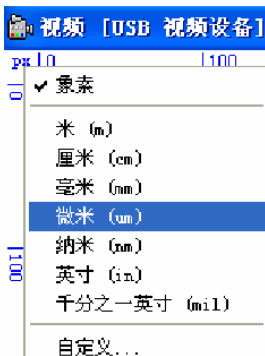 视频 [USB 视频设备]
px 0 100
0
✓ 象素
米 (m)
厘米 (cm)
毫米 (mm)
微米 (um)
纳米 (nm)
100
英寸 (in)
千分之一英寸 (mil)
自定义...